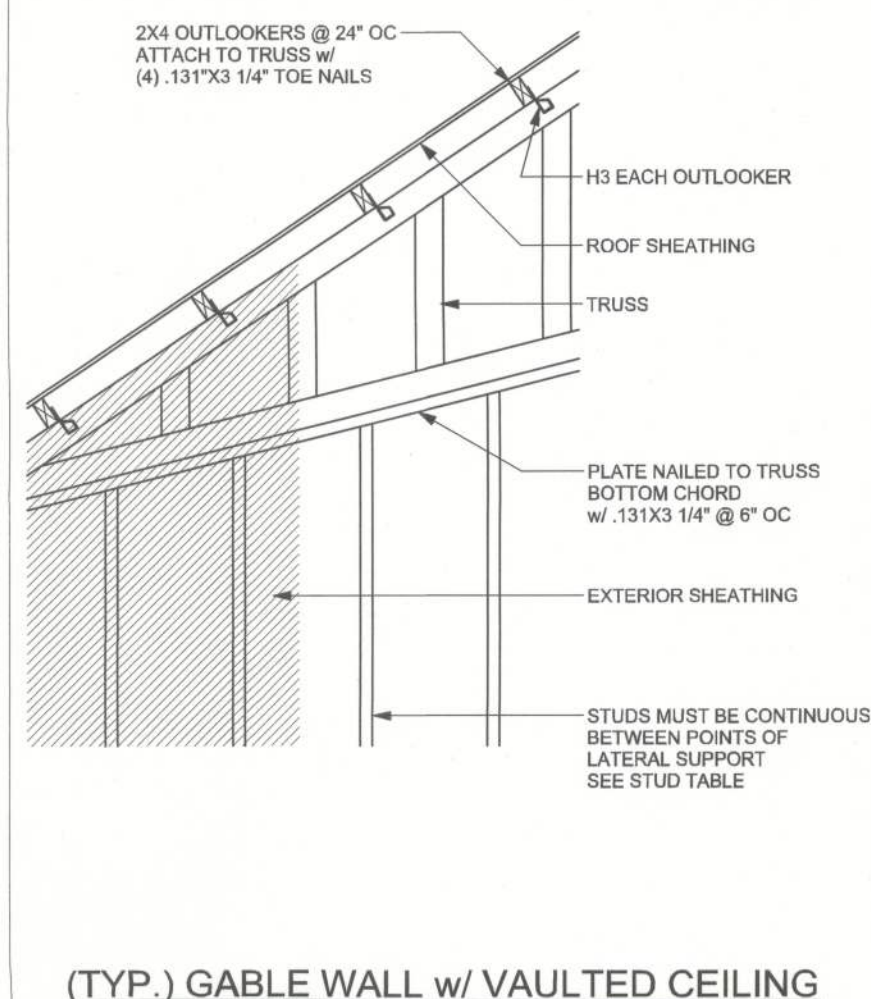 2X4 OUTLOOKERS @ 24" OC
ATTACH TO TRUSS w/
(4) .131"X3 1/4" TOE NAILS
H3 EACH OUTLOOKER
ROOF SHEATHING
TRUSS
PLATE NAILED TO TRUSS
BOTTOM CHORD
w/ .131X3 1/4" @ 6" OC
EXTERIOR SHEATHING
STUDS MUST BE CONTINUOUS
BETWEEN POINTS OF
LATERAL SUPPORT
SEE STUD TABLE
(TYP.) GABLE WALL w/ VAULTED CEILING